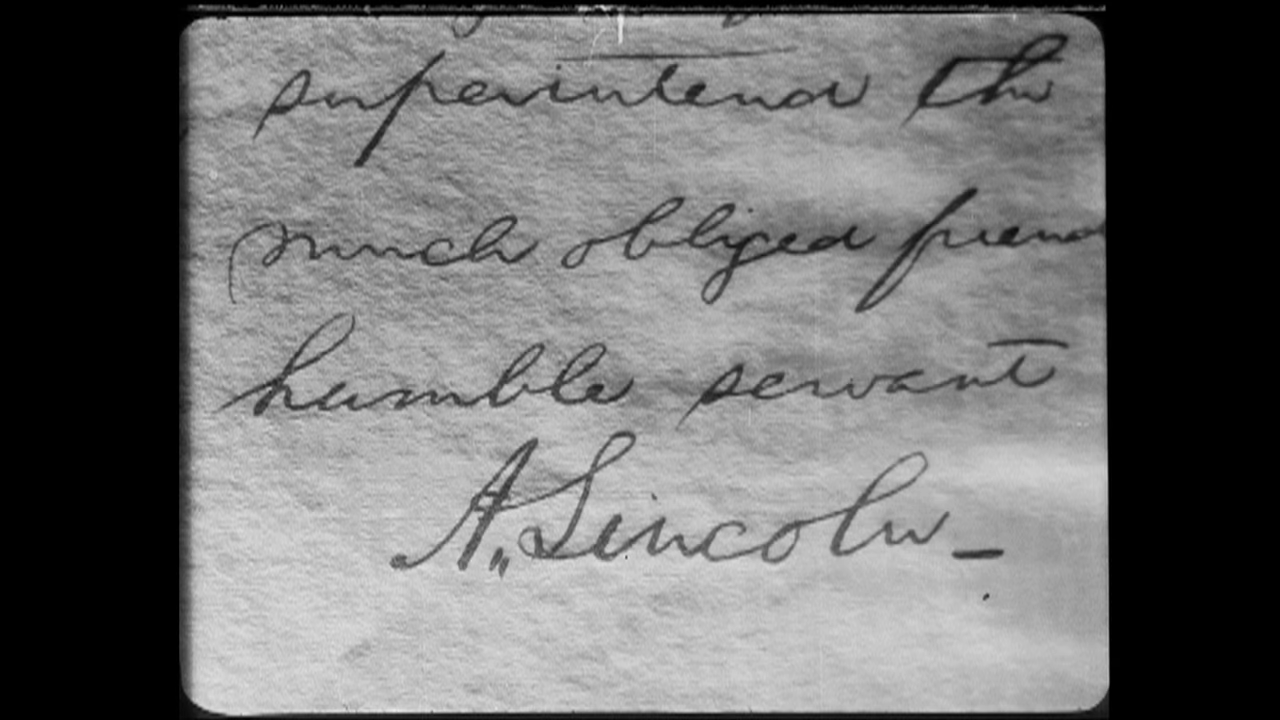 superintend the
much obliged friend
humble servant
A. Lincoln